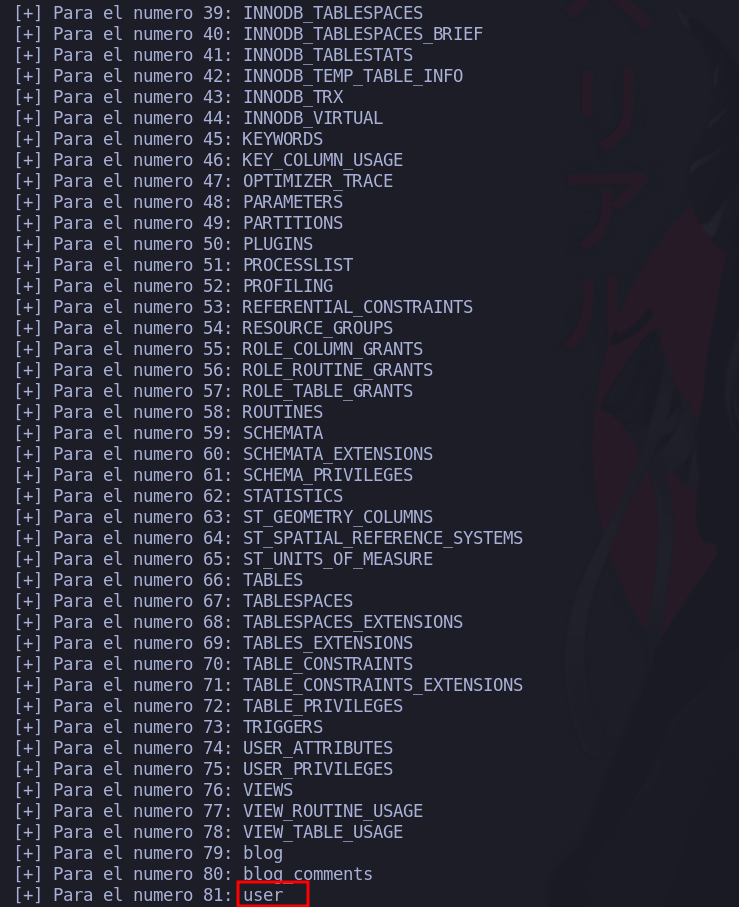 [+] Para el numero 39: INNODB_TABLESPACES
[+] Para el numero 40: INNODB_TABLESPACES_BRIEF
[+] Para el numero 41: INNODB_TABLESTATS
[+] Para el numero 42: INNODB_TEMP_TABLE_INFO
[+] Para el numero 43: INNODB_TRX
[+] Para el numero 44: INNODB_VIRTUAL
[+] Para el numero 45: KEYWORDS
[+] Para el numero 46: KEY_COLUMN_USAGE
[+] Para el numero 47: OPTIMIZER_TRACE
[+] Para el numero 48: PARAMETERS
[+] Para el numero 49: PARTITIONS
[+] Para el numero 50: PLUGINS
[+] Para el numero 51: PROCESSLIST
[+] Para el numero 52: PROFILING
[+] Para el numero 53: REFERENTIAL_CONSTRAINTS
[+] Para el numero 54: RESOURCE_GROUPS
[+] Para el numero 55: ROLE_COLUMN_GRANTS
[+] Para el numero 56: ROLE_ROUTINE_GRANTS
[+] Para el numero 57: ROLE_TABLE_GRANTS
[+] Para el numero 58: ROUTINES
[+] Para el numero 59: SCHEMATA
[+] Para el numero 60: SCHEMATA_EXTENSIONS
[+] Para el numero 61: SCHEMA_PRIVILEGES
[+] Para el numero 62: STATISTICS
[+] Para el numero 63: ST_GEOMETRY_COLUMNS
[+] Para el numero 64: ST_SPATIAL_REFERENCE_SYSTEMS
[+] Para el numero 65: ST_UNITS_OF_MEASURE
[+] Para el numero 66: TABLES
[+] Para el numero 67: TABLESPACES
[+] Para el numero 68: TABLESPACES_EXTENSIONS
[+] Para el numero 69: TABLES_EXTENSIONS
[+] Para el numero 70: TABLE_CONSTRAINTS
[+] Para el numero 71: TABLE_CONSTRAINTS_EXTENSIONS
[+] Para el numero 72: TABLE_PRIVILEGES
[+] Para el numero 73: TRIGGERS
[+] Para el numero 74: USER_ATTRIBUTES
[+] Para el numero 75: USER_PRIVILEGES
[+] Para el numero 76: VIEWS
[+] Para el numero 77: VIEW_ROUTINE_USAGE
[+] Para el numero 78: VIEW_TABLE_USAGE
[+] Para el numero 79: blog
[+] Para el numero 80: blog_comments
[+] Para el numero 81: user
リアル